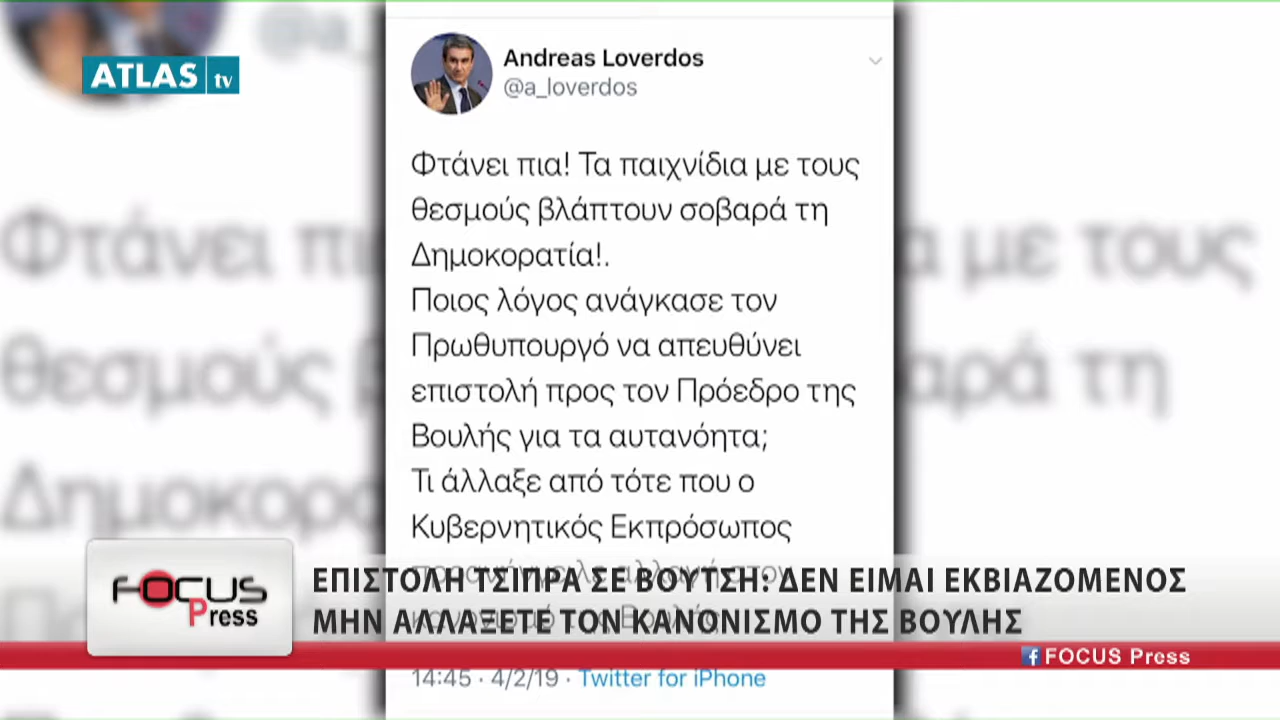 ATLAS tv
Andreas Loverdos
@a_loverdos
Φτάνει πια! Τα παιχνίδια με τους
θεσμούς βλάπτουν σοβαρά τη
Δημοκορατία!.
Ποιος λόγος ανάγκασε τον
Πρωθυπουργό να απευθύνει
επιστολή προς τον Πρόεδρο της
Βουλής για τα αυτανόητα;
Τι άλλαξε από τότε που ο
Κυβερνητικός Εκπρόσωπος
FOCUS
Press
ΕΠΙΣΤΟΛΗ ΤΣΙΠΡΑ ΣΕ ΒΟΥΤΣΗ: ΔΕΝ ΕΙΜΑΙ ΕΚΒΙΑΖΟΜΕΝΟΣ
ΜΗΝ ΑΛΛΑΞΕΤΕ ΤΟΝ ΚΑΝΟΝΙΣΜΟ ΤΗΣ ΒΟΥΛΗΣ
f FOCUS Press
14:45 · 4/2/19 · Twitter for iPhone